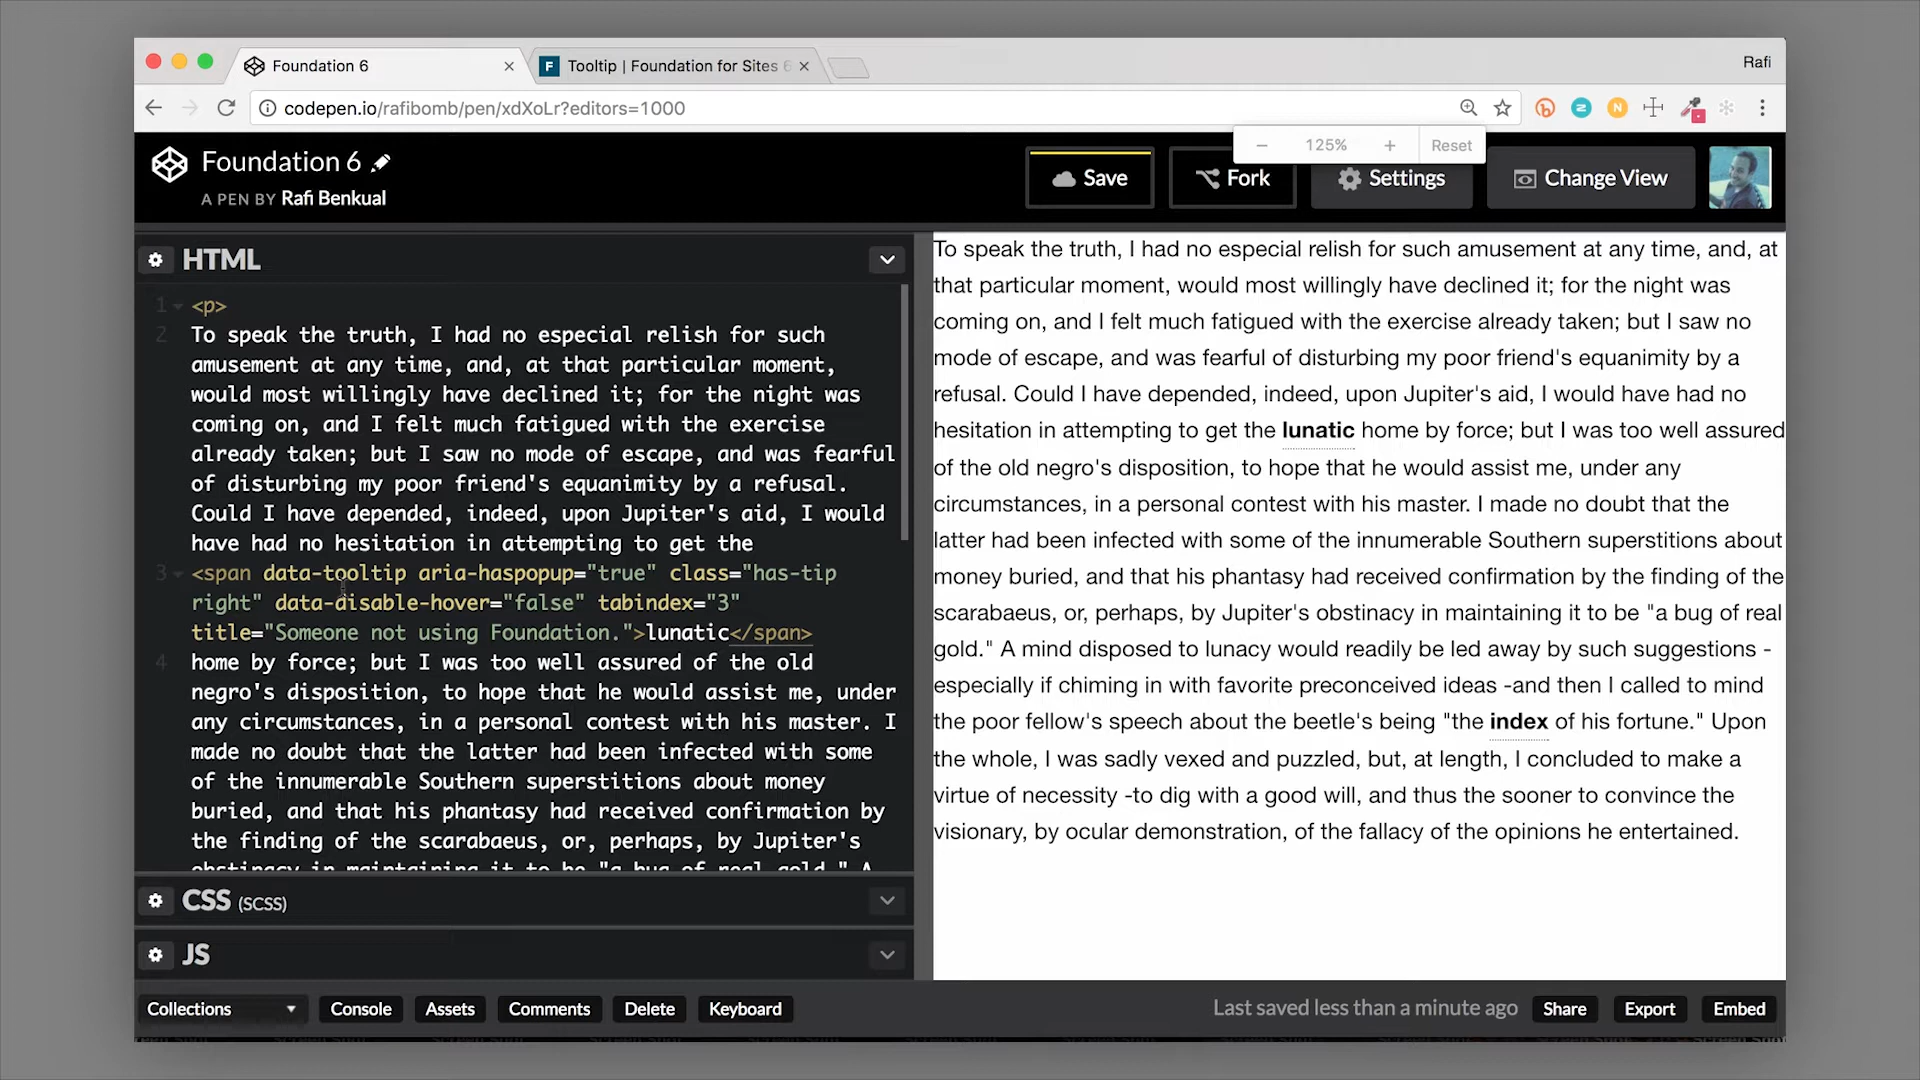 Foundation 6
Tooltip | Foundation for Sites 6
Rafi
codepen.io/rafibomb/pen/xdXoLr?editors=1000
125%
Reset
Foundation 6
A PEN BY Rafi Benkual
Save
Fork
Settings
Change View
HTML
1 <p>
2 To speak the truth, I had no especial relish for such
amusement at any time, and, at that particular moment,
would most willingly have declined it; for the night was
coming on, and I felt much fatigued with the exercise
already taken; but I saw no mode of escape, and was fearful
of disturbing my poor friend's equanimity by a refusal.
Could I have depended, indeed, upon Jupiter's aid, I would
have had no hesitation in attempting to get the
3 <span data-tooltip aria-haspopup="true" class="has-tip
right" data-disable-hover="false" tabindex="3"
title="Someone not using Foundation.">lunatic</span>
4 home by force; but I was too well assured of the old
negro's disposition, to hope that he would assist me, under
any circumstances, in a personal contest with his master. I
made no doubt that the latter had been infected with some
of the innumerable Southern superstitions about money
buried, and that his phantasy had received confirmation by
the finding of the scarabaeus, or, perhaps, by Jupiter's
obstinacy in maintaining it to be "a bug of real gold." A
CSS (SCSS)
JS
To speak the truth, I had no especial relish for such amusement at any time, and, at
that particular moment, would most willingly have declined it; for the night was
coming on, and I felt much fatigued with the exercise already taken; but I saw no
mode of escape, and was fearful of disturbing my poor friend's equanimity by a
refusal. Could I have depended, indeed, upon Jupiter's aid, I would have had no
hesitation in attempting to get the lunatic home by force; but I was too well assured
of the old negro's disposition, to hope that he would assist me, under any
circumstances, in a personal contest with his master. I made no doubt that the
latter had been infected with some of the innumerable Southern superstitions about
money buried, and that his phantasy had received confirmation by the finding of the
scarabaeus, or, perhaps, by Jupiter's obstinacy in maintaining it to be "a bug of real
gold." A mind disposed to lunacy would readily be led away by such suggestions -
especially if chiming in with favorite preconceived ideas -and then I called to mind
the poor fellow's speech about the beetle's being "the index of his fortune." Upon
the whole, I was sadly vexed and puzzled, but, at length, I concluded to make a
virtue of necessity -to dig with a good will, and thus the sooner to convince the
visionary, by ocular demonstration, of the fallacy of the opinions he entertained.
Collections
Console
Assets
Comments
Delete
Keyboard
Last saved less than a minute ago
Share
Export
Embed